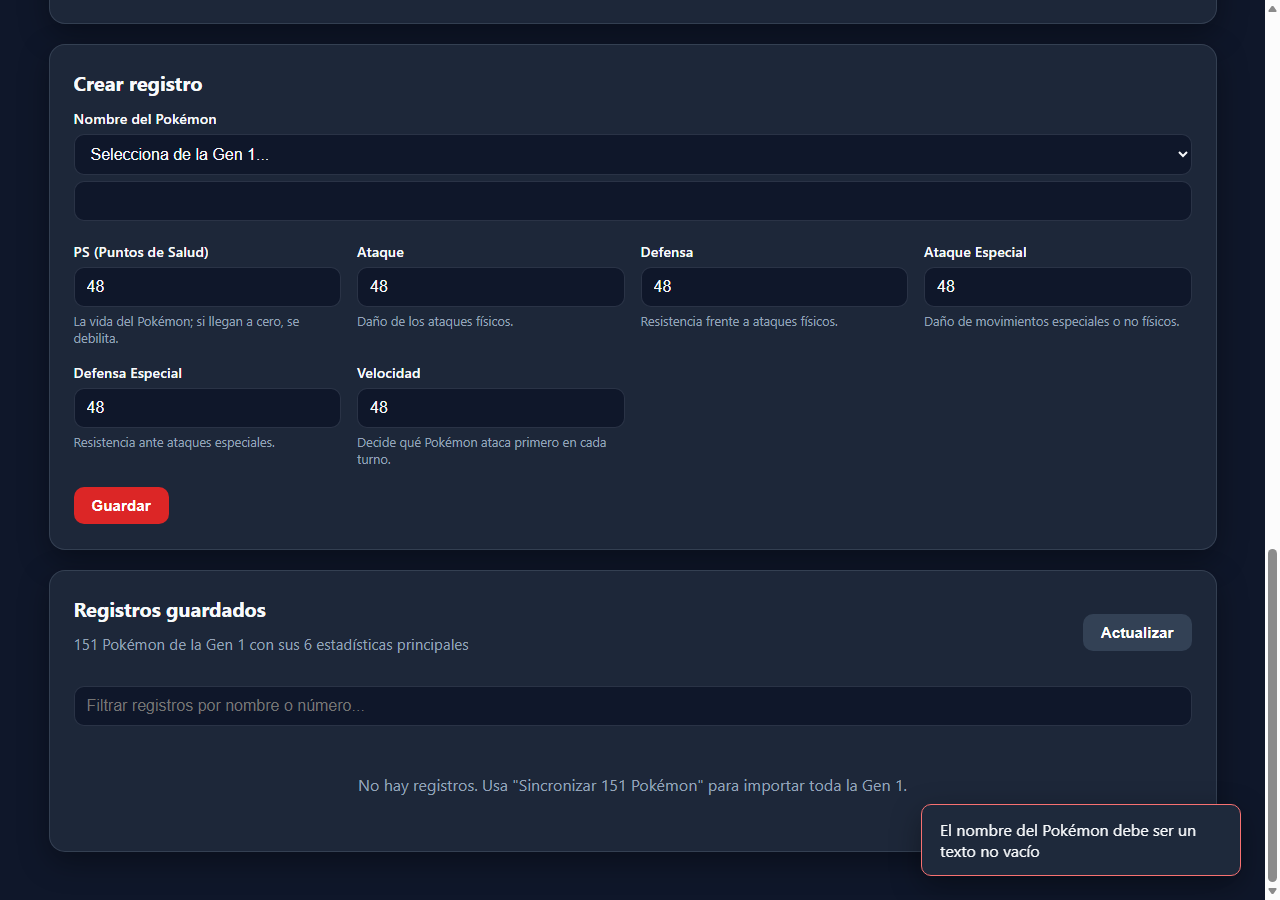 Crear registro
Nombre del Pokémon
Selecciona de la Gen 1...
PS (Puntos de Salud)
48
La vida del Pokémon; si llegan a cero, se
debilita.
Ataque
48
Daño de los ataques físicos.
Defensa
48
Resistencia frente a ataques físicos.
Ataque Especial
48
Daño de movimientos especiales o no físicos.
Defensa Especial
48
Resistencia ante ataques especiales.
Velocidad
48
Decide qué Pokémon ataca primero en cada
turno.
Guardar
Registros guardados
151 Pokémon de la Gen 1 con sus 6 estadísticas principales
Actualizar
Filtrar registros por nombre o número...
No hay registros. Usa "Sincronizar 151 Pokémon" para importar toda la Gen 1.
El nombre del Pokémon debe ser un
texto no vacío